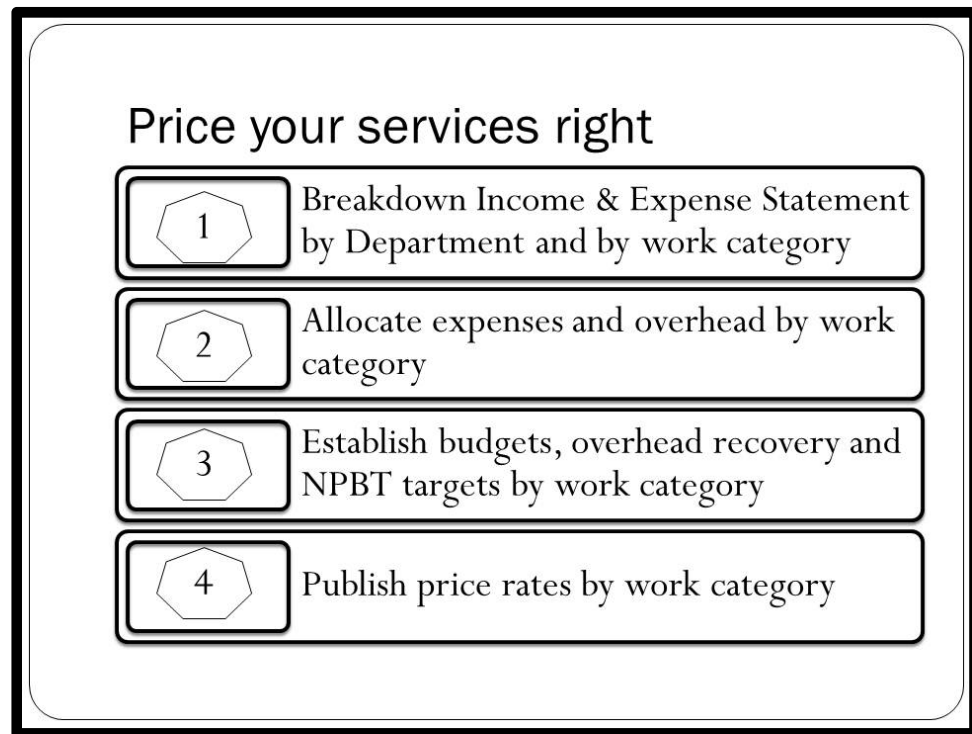 Price your services right
1
Breakdown Income & Expense Statement
by Department and by work category
2
Allocate expenses and overhead by work
category
3
Establish budgets, overhead recovery and
NPBT targets by work category
4
Publish price rates by work category